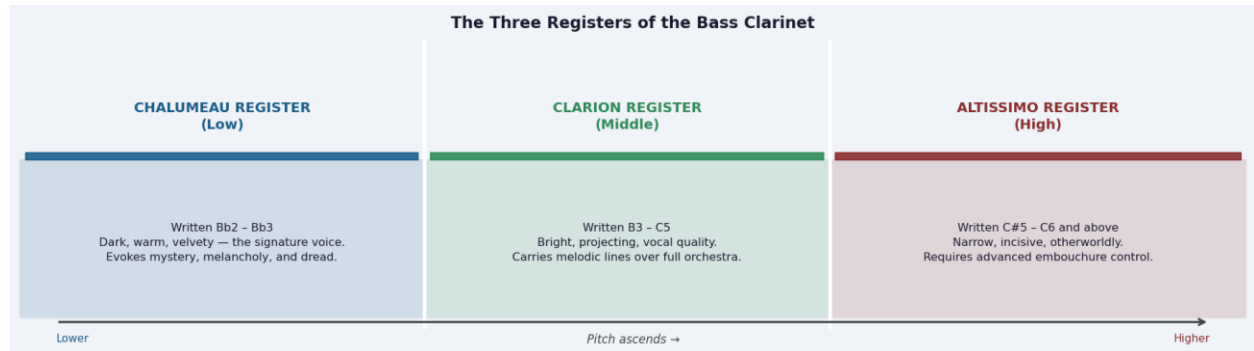 The Three Registers of the Bass Clarinet
CHALUMEAU REGISTER
(Low)
Written Bb2 – Bb3
Dark, warm, velvety — the signature voice.
Evokes mystery, melancholy, and dread.
CLARION REGISTER
(Middle)
Written B3 – C5
Bright, projecting, vocal quality.
Carries melodic lines over full orchestra.
ALTISSIMO REGISTER
(High)
Written C#5 – C6 and above
Narrow, incisive, otherworldly.
Requires advanced embouchure control.
Lower
Pitch ascends →
Higher